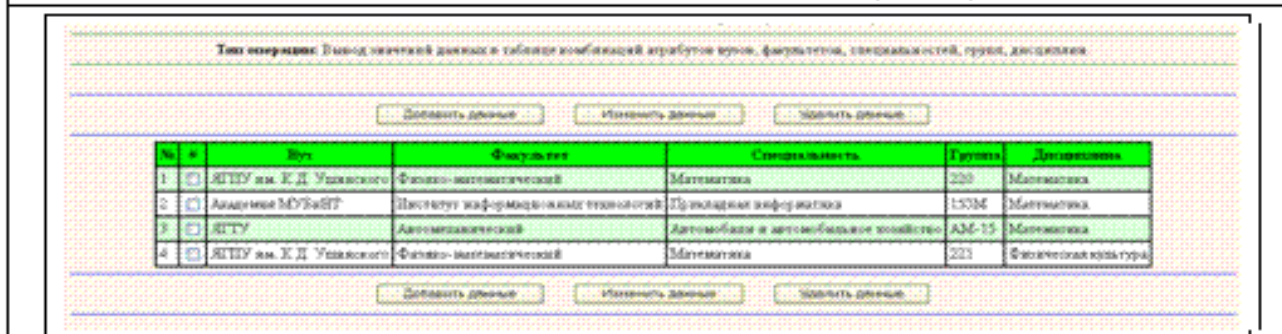 Тип операции: Вывод значений данных в таблице комбинаций атрибутов вузов, факультетов, специальностей, групп, дисциплин
Добавить данные Изменить данные Удалить данные
№ # Вуз Факультет Специальность Группа Дисциплина
1 ЯГПУ им. К.Д. Ушинского Физико-математический Математика 220 Математика
2 Академия МУБиНТ Институт информационных технологий Прикладная информатика 153М Математика
3 ЯГТУ Автомеханический Автомобили и автомобильное хозяйство АМ-15 Математика
4 ЯГПУ им. К.Д. Ушинского Физико-математический Математика 221 Физическая культура
Добавить данные Изменить данные Удалить данные